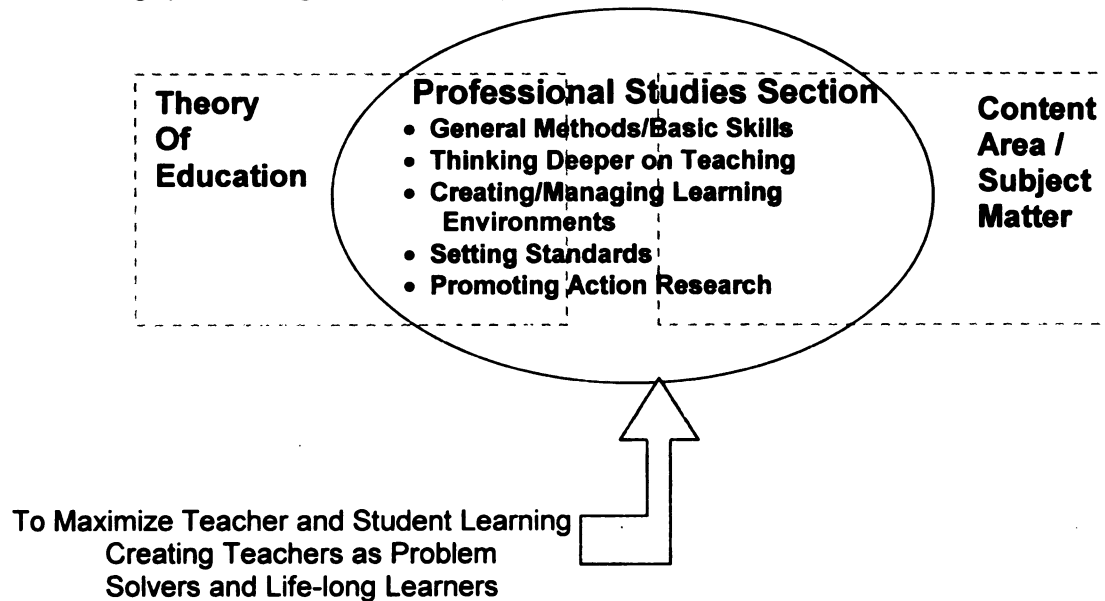 Theory
Of
Education
Professional Studies Section
• General Methods/Basic Skills
• Thinking Deeper on Teaching
• Creating/Managing Learning
Environments
• Setting Standards
• Promoting Action Research
Content
Area /
Subject
Matter
To Maximize Teacher and Student Learning
Creating Teachers as Problem
Solvers and Life-long Learners